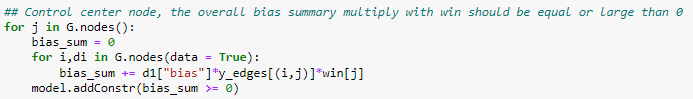 ## Control center node, the overall bias summary multiply with win should be equal or large than 0
for j in G.nodes():
    bias_sum = 0
    for i,di in G.nodes(data = True):
        bias_sum += d1["bias"]*y_edges[(i,j)]*win[j]
    model.addConstr(bias_sum >= 0)